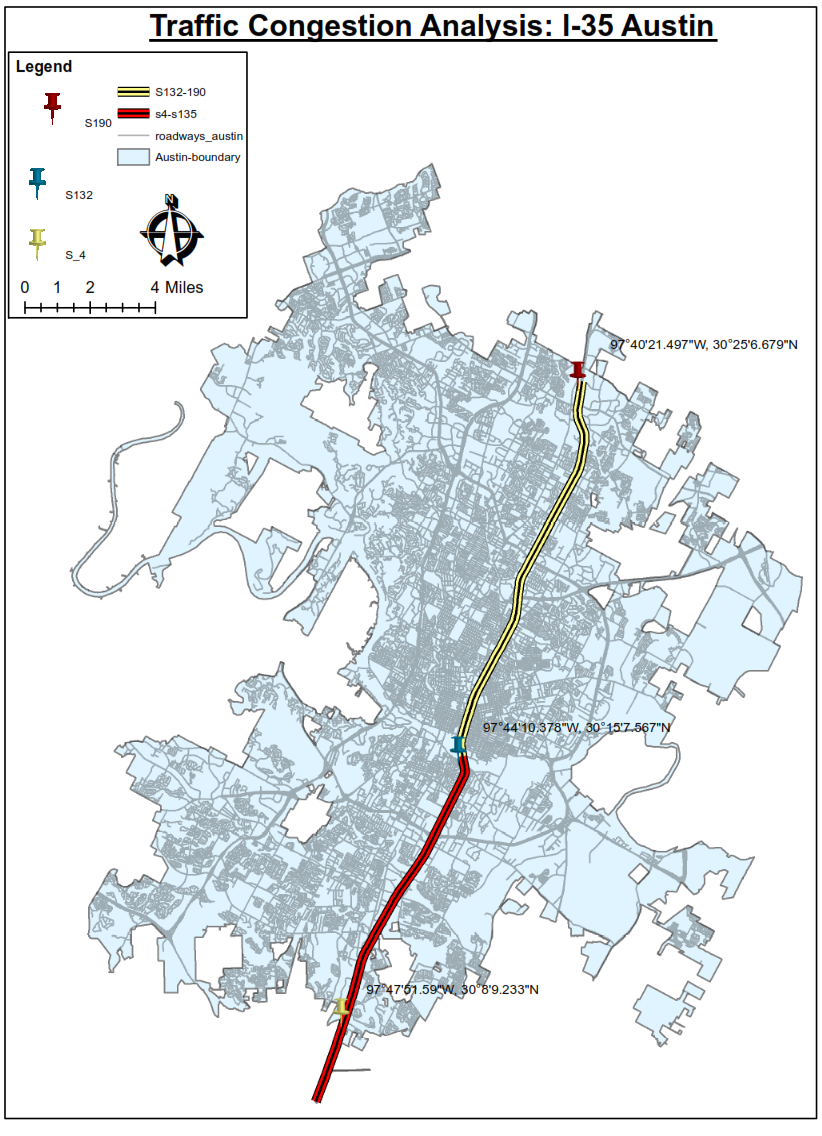 Traffic Congestion Analysis: I-35 Austin
Legend
S190
S132
S_4
S132-190
s4-s135
roadways_austin
Austin-boundary
N
0 1 2 4 Miles
97°40'21.497"W, 30°25'6.679"N
97°44'10.378"W, 30°15'7.567"N
97°47'51.59"W, 30°8'9.233"N